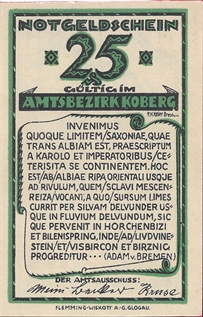 NOTGELDSCHEIN
25
GÜLTIG IM
AMTSBEZIRK KOBERG
INVENIMUS
QUOQUE LIMITEM/SAXONIAE, QUAE
TRANS ALBIAM EST, PRAESCRIPTUM
A KAROLO ET IMPERATORIBUS/CE/
TERIS ITA SE CONTINENTEM. HOC
EST/AB/ALBIAE RIPA ORIENTALI USQUE
AD RIVULUM, QUEM/SCLAVI MESCEN/
REIZA/VOCANI, A QUO/SURSUM LIMES
CURRIT PER SILVAM DELVUNDER US/
QUE IN FLUVIUM DELVUNDUM, SIC
QUE PERVENIT IN HORCHENBIZI
ET BILENISPRING, INDE/AD/LIVDVINE/
STEIN/ET/VISBIRCON ET BIRZNIG
PROGREDITUR --- (ADAM v. BREMEN)
DER AMTSAUSSCHUSS:
FLEMMING-WISKOTT A-G. GLOGAU.